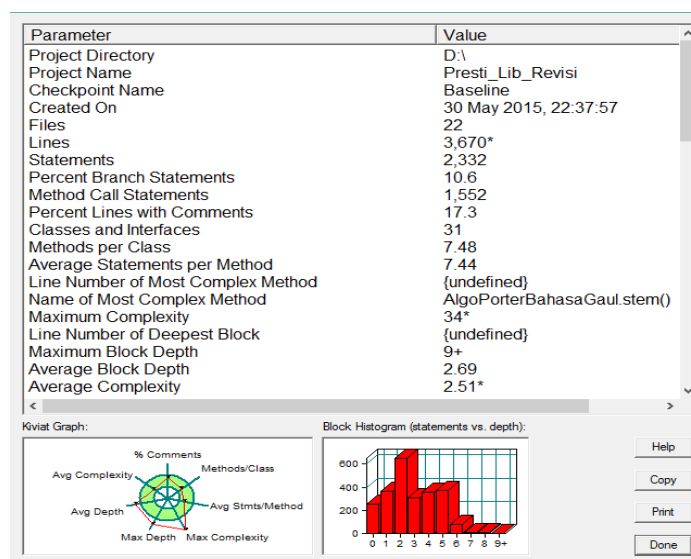 Parameter Value
Project Directory D:\
Project Name Presti_Lib_Revisi
Checkpoint Name Baseline
Created On 30 May 2015, 22:37:57
Files 22
Lines 3,670*
Statements 2,332
Percent Branch Statements 10.6
Method Call Statements 1,552
Percent Lines with Comments 17.3
Classes and Interfaces 31
Methods per Class 7.48
Average Statements per Method 7.44
Line Number of Most Complex Method {undefined}
Name of Most Complex Method AlgoPorterBahasaGaul.stem()
Maximum Complexity 34*
Line Number of Deepest Block {undefined}
Maximum Block Depth 9+
Average Block Depth 2.69
Average Complexity 2.51*
Kiviat Graph:
% Comments
Methods/Class
Avg Complexity
Avg Stmts/Method
Avg Depth
Max Depth Max Complexity
Block Histogram (statements vs. depth):
600
400
200
0
0 1 2 3 4 5 6 7 8 9+
Help
Copy
Print
Done